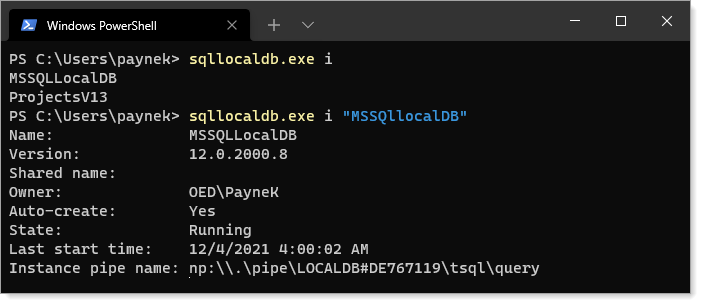 Windows PowerShell
PS C:\Users\paynek> sqllocaldb.exe i
MSSQLLocalDB
ProjectsV13
PS C:\Users\paynek> sqllocaldb.exe i "MSSQllocalDB"
Name:               MSSQLLocalDB
Version:            12.0.2000.8
Shared name:
Owner:              OED\PayneK
Auto-create:        Yes
State:              Running
Last start time:    12/4/2021 4:00:02 AM
Instance pipe name: np:\\.\pipe\LOCALDB#DE767119\tsql\query